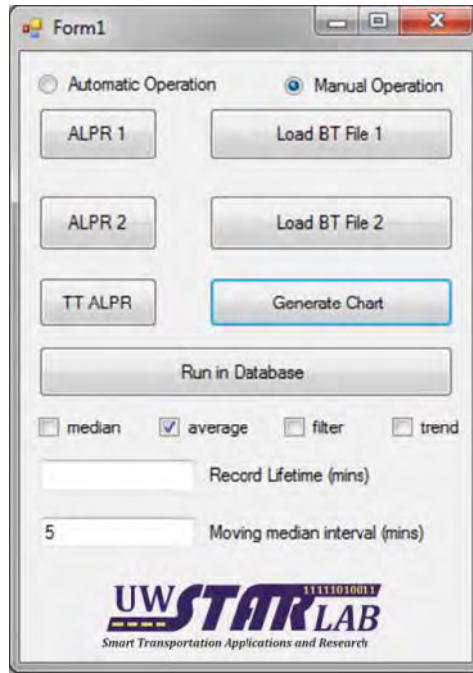 Form1
Automatic Operation Manual Operation
ALPR 1 Load BT File 1
ALPR 2 Load BT File 2
TT ALPR Generate Chart
Run in Database
median average filter trend
Record Lifetime (mins)
5 Moving median interval (mins)
11111010011
UW STAR LAB
Smart Transportation Applications and Research